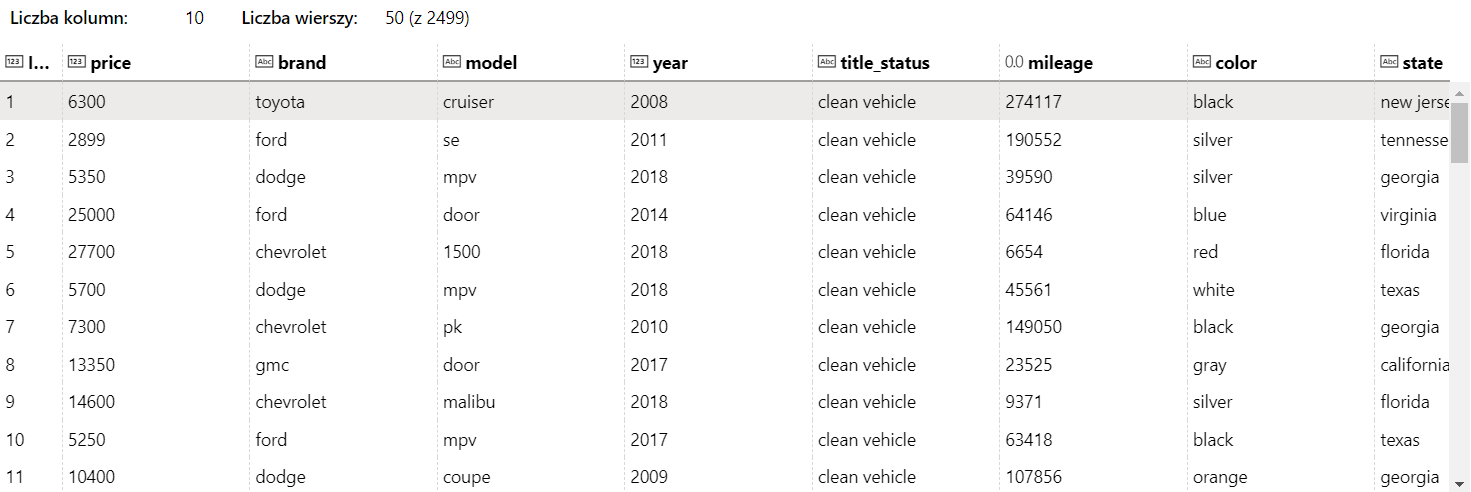 Liczba kolumn: 10 Liczba wierszy: 50 (z 2499)
123 I... 123 price Abc brand Abc model 123 year Abc title_status 0.0 mileage Abc color Abc state
1 6300 toyota cruiser 2008 clean vehicle 274117 black new jerse
2 2899 ford se 2011 clean vehicle 190552 silver tennesse
3 5350 dodge mpv 2018 clean vehicle 39590 silver georgia
4 25000 ford door 2014 clean vehicle 64146 blue virginia
5 27700 chevrolet 1500 2018 clean vehicle 6654 red florida
6 5700 dodge mpv 2018 clean vehicle 45561 white texas
7 7300 chevrolet pk 2010 clean vehicle 149050 black georgia
8 13350 gmc door 2017 clean vehicle 23525 gray california
9 14600 chevrolet malibu 2018 clean vehicle 9371 silver florida
10 5250 ford mpv 2017 clean vehicle 63418 black texas
11 10400 dodge coupe 2009 clean vehicle 107856 orange georgia